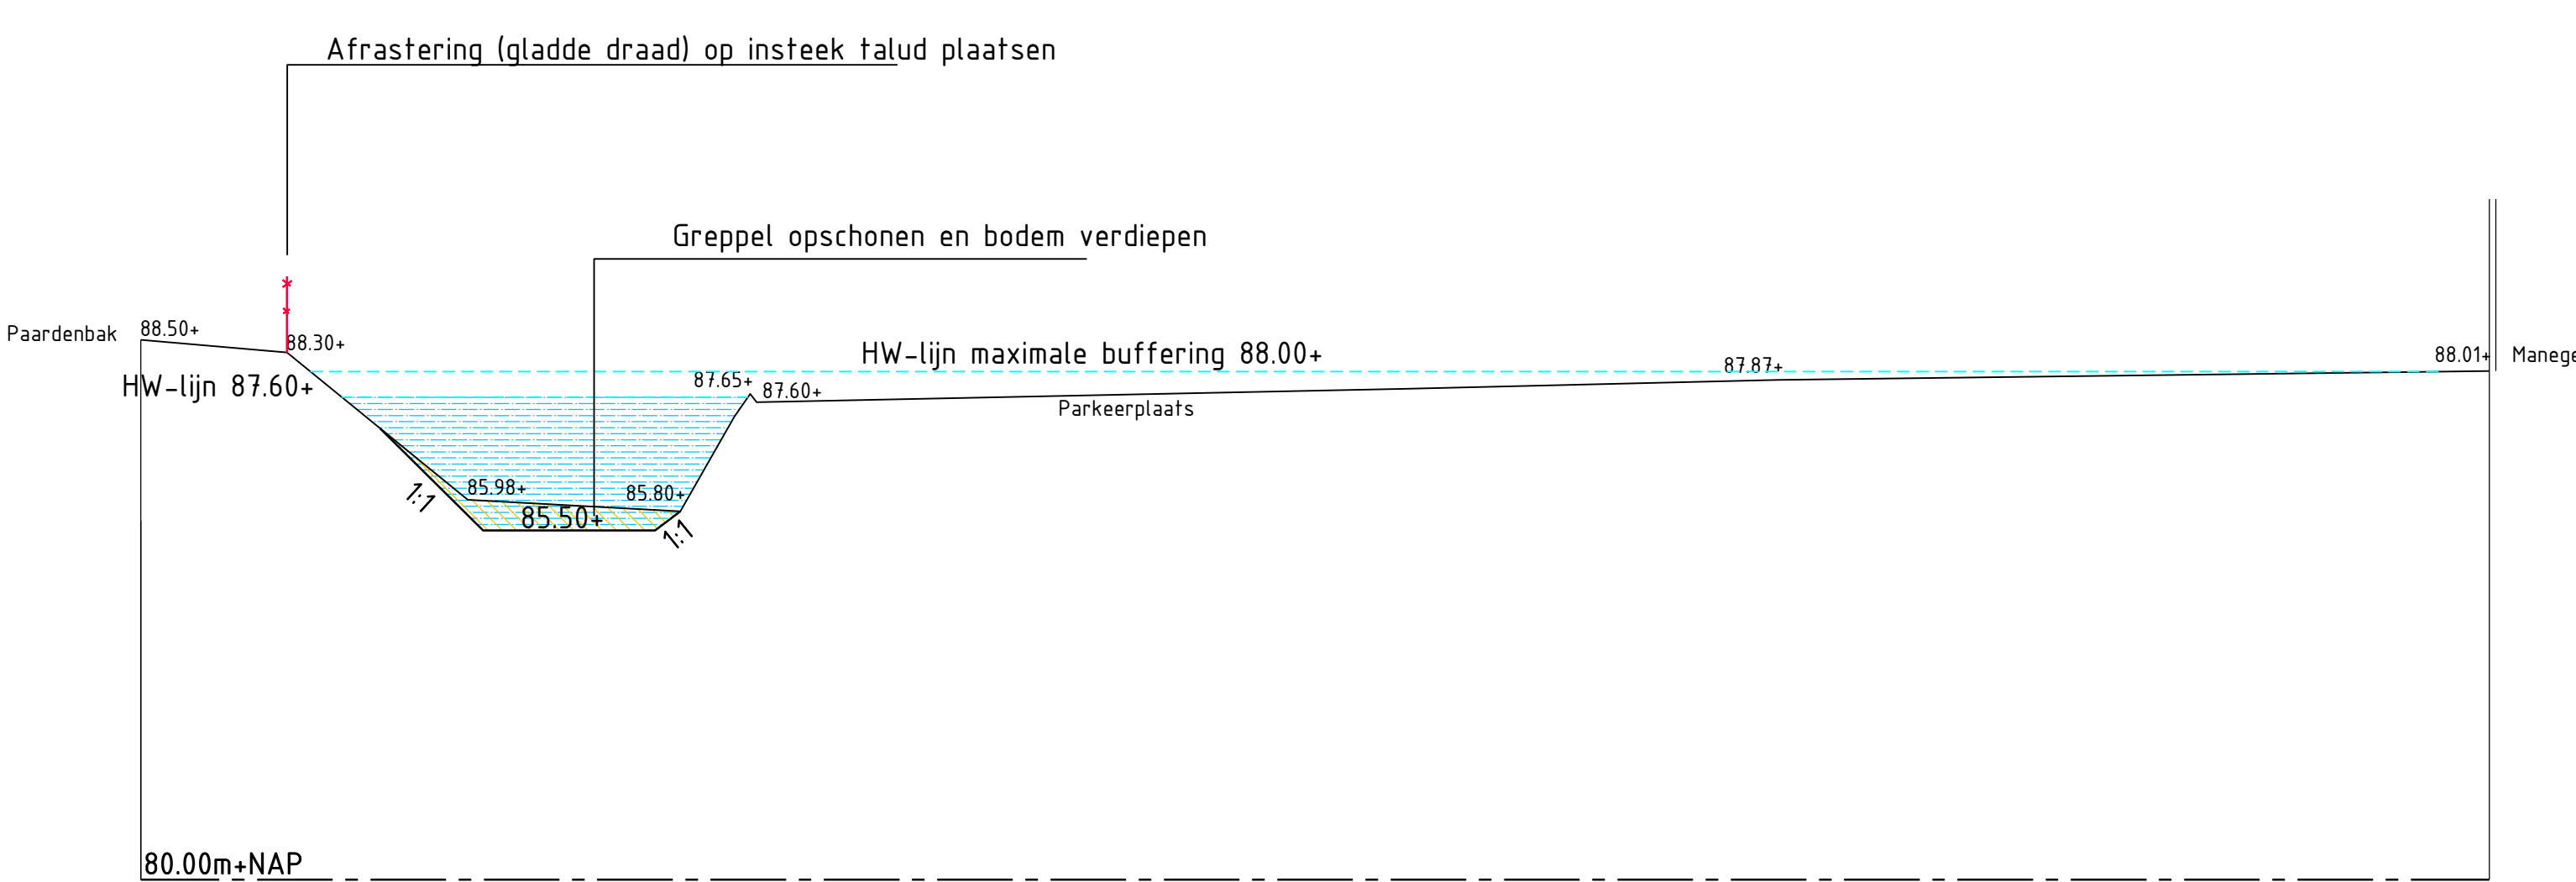 Afrastering (gladde draad) op insteek talud plaatsen
Greppel opschonen en bodem verdiepen
Paardenbak
88.50+
88.30+
HW-lijn maximale buffering 88.00+
87.87+
88.01+
Manege
HW-lijn 87.60+
87.65+
87.60+
Parkeerplaats
1:1
85.98+
85.80+
85.50+
1:1
80.00m+NAP